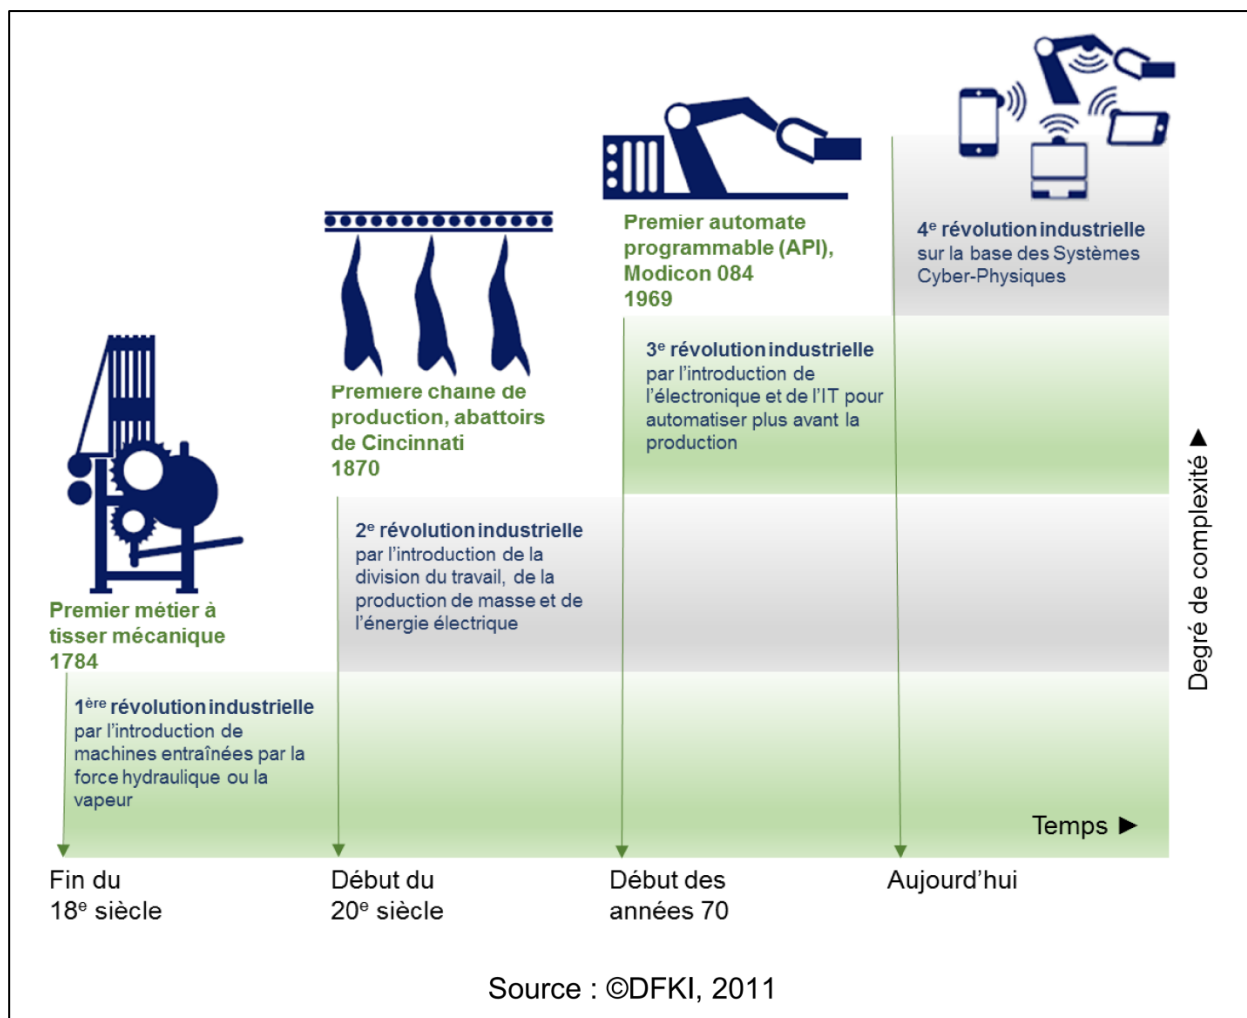 Premier automate
programmable (API),
Modicon 084
1969
4e révolution industrielle
sur la base des Systèmes
Cyber-Physiques
Première chaine de
production, abattoirs
de Cincinnati
1870
3e révolution industrielle
par l’introduction de
l’électronique et de l’IT pour
automatiser plus avant la
production
Premier métier à
tisser mécanique
1784
2e révolution industrielle
par l’introduction de la
division du travail, de la
production de masse et de
l’énergie électrique
1ère révolution industrielle
par l’introduction de
machines entraînées par la
force hydraulique ou la
vapeur
Degré de complexité ►
Temps ►
Fin du
18e siècle
Début du
20e siècle
Début des
années 70
Aujourd’hui
Source : ©DFKI, 2011